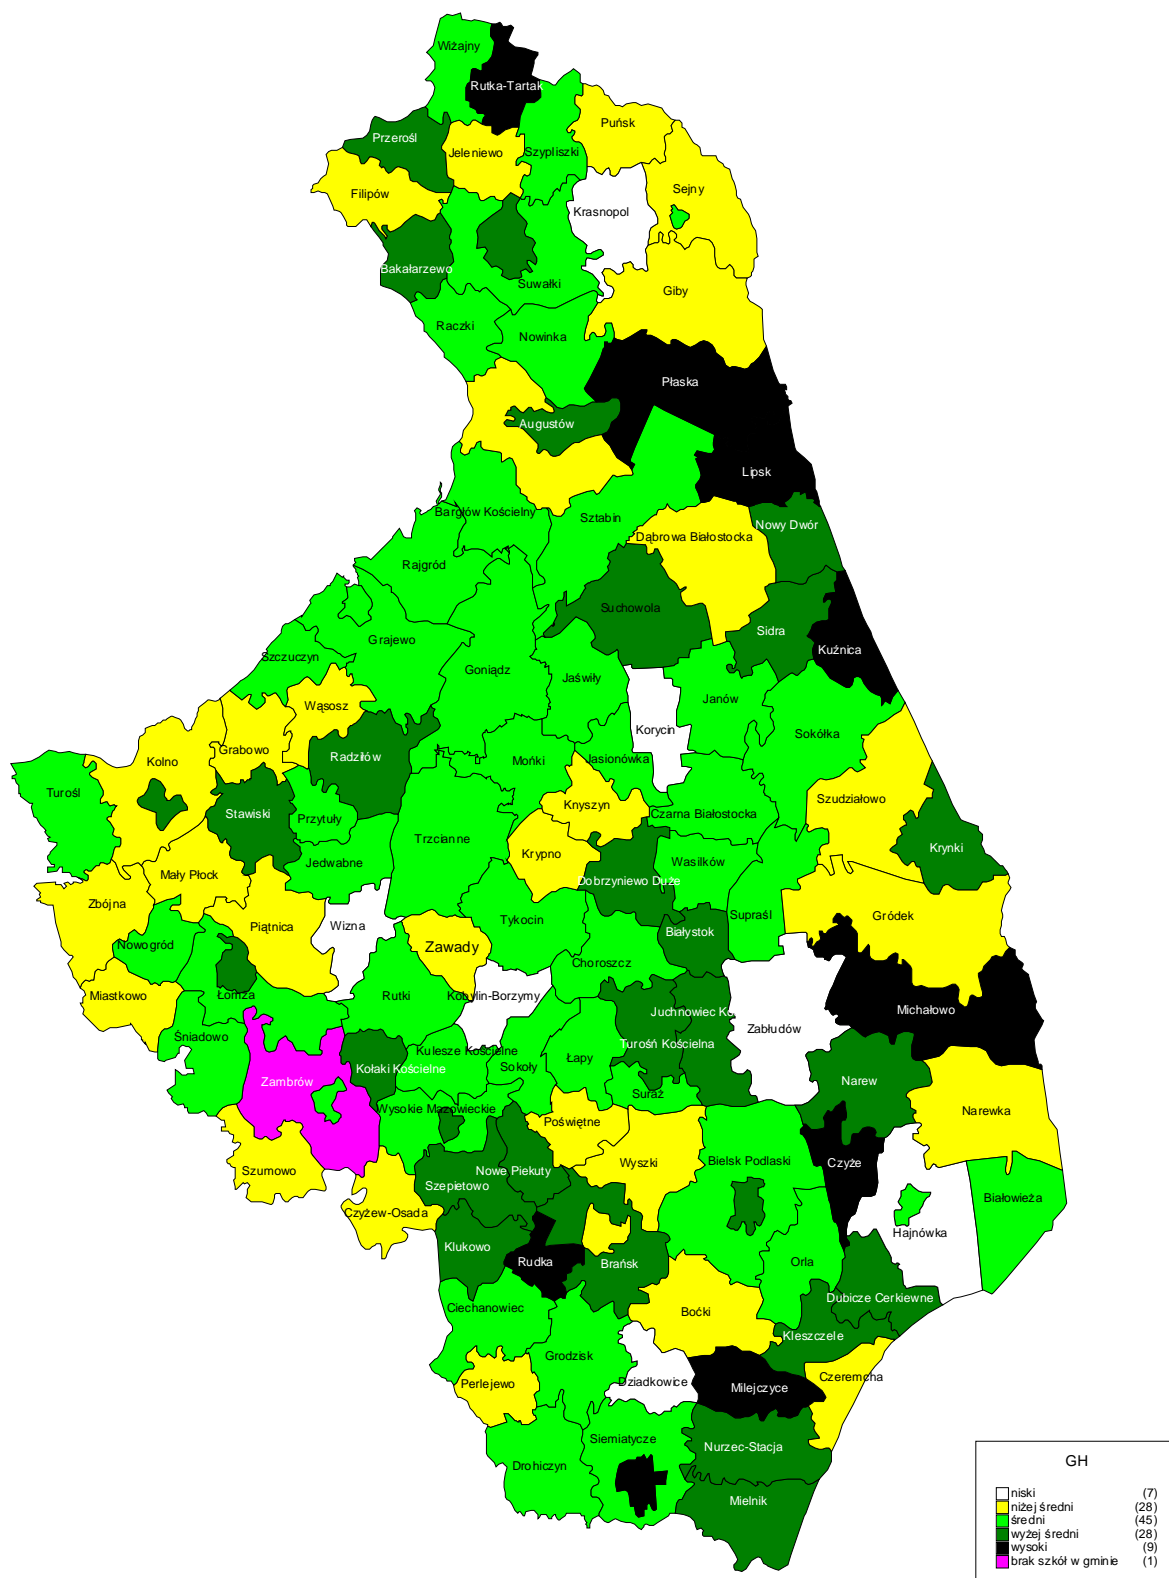 Wiżajny
Rutka-Tartak
Puńsk
Przerośl
Jeleniewo
Szypliszki
Filipów
Sejny
Krasnopol
Bakałarzewo
Suwałki
Giby
Raczki
Nowinka
Płaska
Augustów
Lipsk
Bargłów Kościelny
Sztabin
Nowy Dwór
Dąbrowa Białostocka
Rajgród
Suchowola
Sidra
Grajewo
Kuźnica
Szczuczyn
Goniądz
Jaświły
Janów
Wąsosz
Korycin
Sokółka
Grabowo
Radziłów
Kolno
Mońki
Jasionówka
Turośl
Knyszyn
Szudziałowo
Stawiski
Przytuły
Czarna Białostocka
Trzcianne
Krynki
Jedwabne
Krypno
Wasilków
Mały Płock
Dobrzyniewo Duże
Zbójna
Piątnica
Wizna
Tykocin
Supraśl
Gródek
Nowogród
Zawady
Białystok
Choroszcz
Miastkowo
Łomża
Rutki
Kobylin-Borzymy
Juchnowiec Ko
Michałowo
Zabłudów
Śniadowo
Kulesze Kościelne
Turośń Kościelna
Łapy
Kołaki Kościelne
Sokoły
Zambrów
Narew
Suraż
Wysokie Mazowieckie
Narewka
Poświętne
Szumowo
Nowe Piekuty
Wyszki
Bielsk Podlaski
Czyże
Szepietowo
Białowieża
Czyżew-Osada
Hajnówka
Klukowo
Rudka
Brańsk
Orla
Dubicze Cerkiewne
Ciechanowiec
Boćki
Kleszczele
Grodzisk
Perlejewo
Dziadkowice
Milejczyce
Czeremcha
Siemiatycze
Nurzec-Stacja
Drohiczyn
Mielnik
GH
niski (7)
niżej średni (28)
średni (45)
wyżej średni (28)
wysoki (9)
brak szkół w gminie (1)